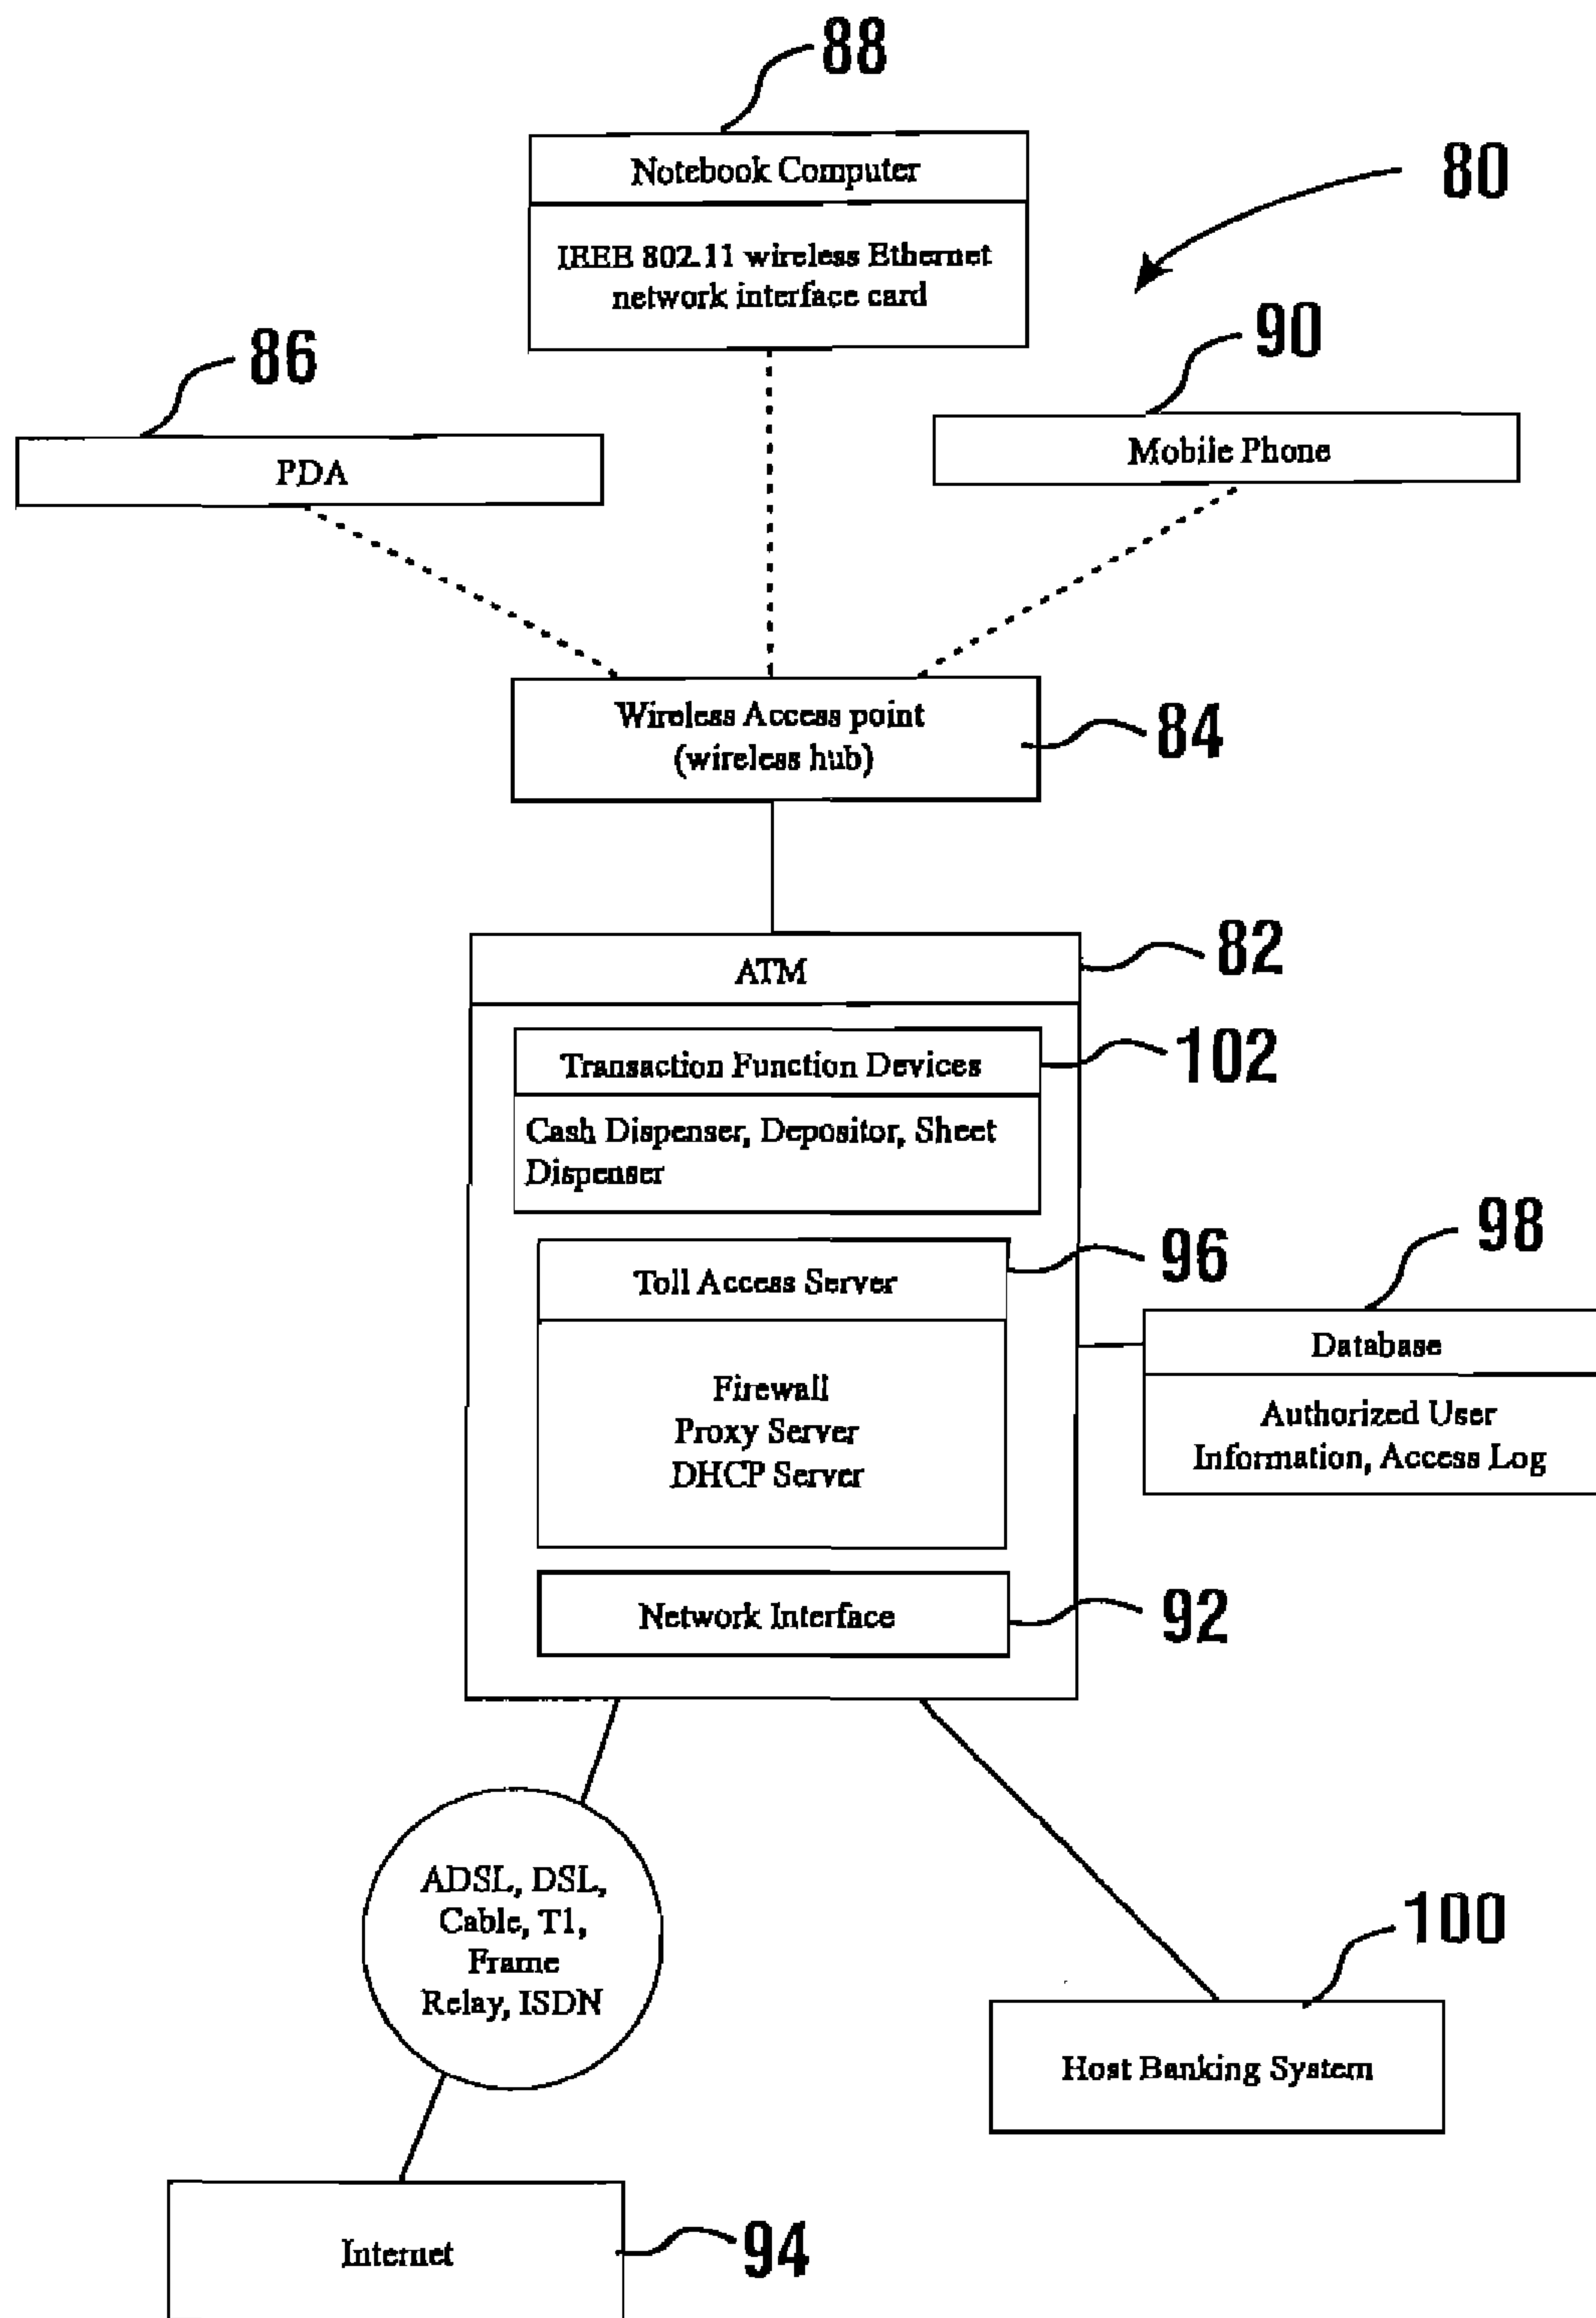 88
Notebook Computer
80
IEEE 802.11 wireless Ethernet
network interface card
86
90
PDA
Mobile Phone
Wireless Access point
(wireless hub)
84
ATM
82
Transaction Function Devices
102
Cash Dispenser, Depositor, Sheet
Dispenser
Toll Access Server
96
98
Firewall
Proxy Server
DHCP Server
Database
Authorized User
Information, Access Log
Network Interface
92
ADSL, DSL,
Cable, T1,
Frame
Relay, ISDN
100
Host Banking System
Internet
94